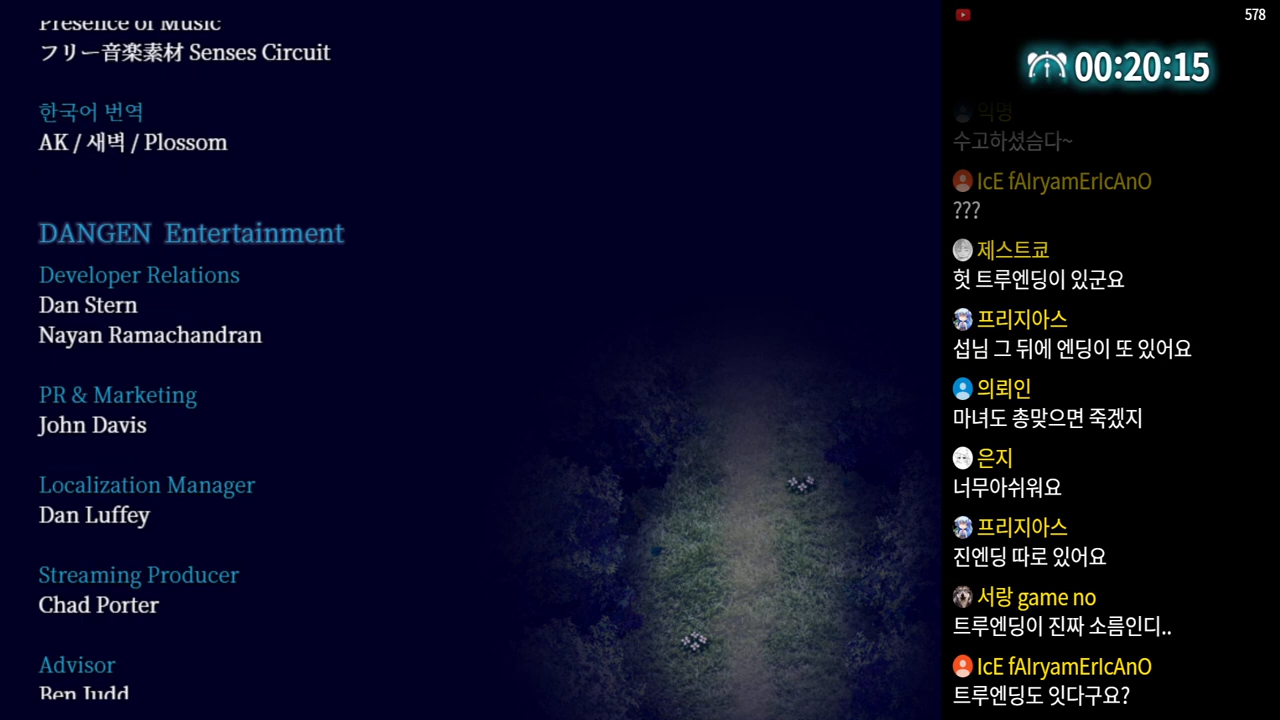 Presence of Music
フリー音楽素材 Senses Circuit
한국어 번역
AK / 새벽 / Plossom
DANGEN Entertainment
Developer Relations
Dan Stern
Nayan Ramachandran
PR & Marketing
John Davis
Localization Manager
Dan Luffey
Streaming Producer
Chad Porter
Advisor
Ben Judd
578
00:20:15
익명
수고하셨슴다~
IcE fAIryamErIcAnO
???
제스트쿄
헛 트루엔딩이 있군요
프리지아스
섭님 그 뒤에 엔딩이 또 있어요
의뢰인
마녀도 총맞으면 죽겠지
은지
너무아쉬워요
프리지아스
진엔딩 따로 있어요
서랑 game no
트루엔딩이 진짜 소름인디..
IcE fAIryamErIcAnO
트루엔딩도 잇다구요?